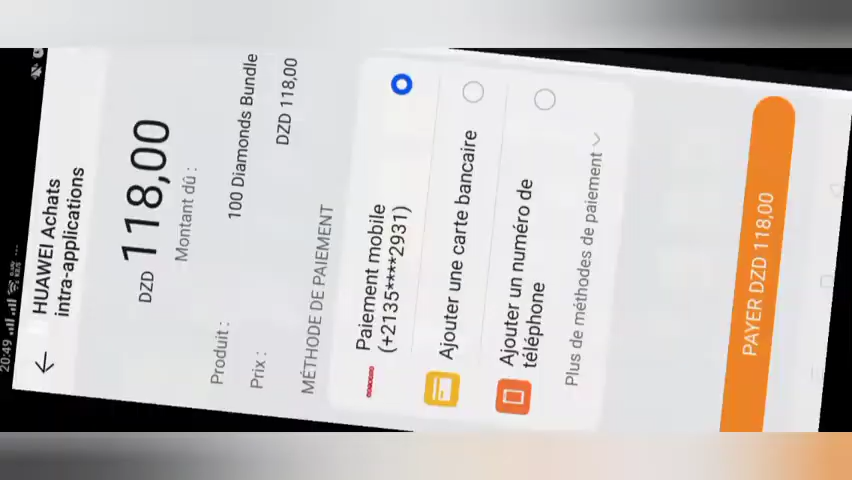 20:49
HUAWEI Achats
intra-applications
DZD 118,00
Montant dû :
Produit : 100 Diamonds Bundle
Prix : DZD 118,00
MÉTHODE DE PAIEMENT
ooredoo
Paiement mobile
(+2135****2931)
Ajouter une carte bancaire
Ajouter un numéro de
téléphone
Plus de méthodes de paiement
PAYER DZD 118,00